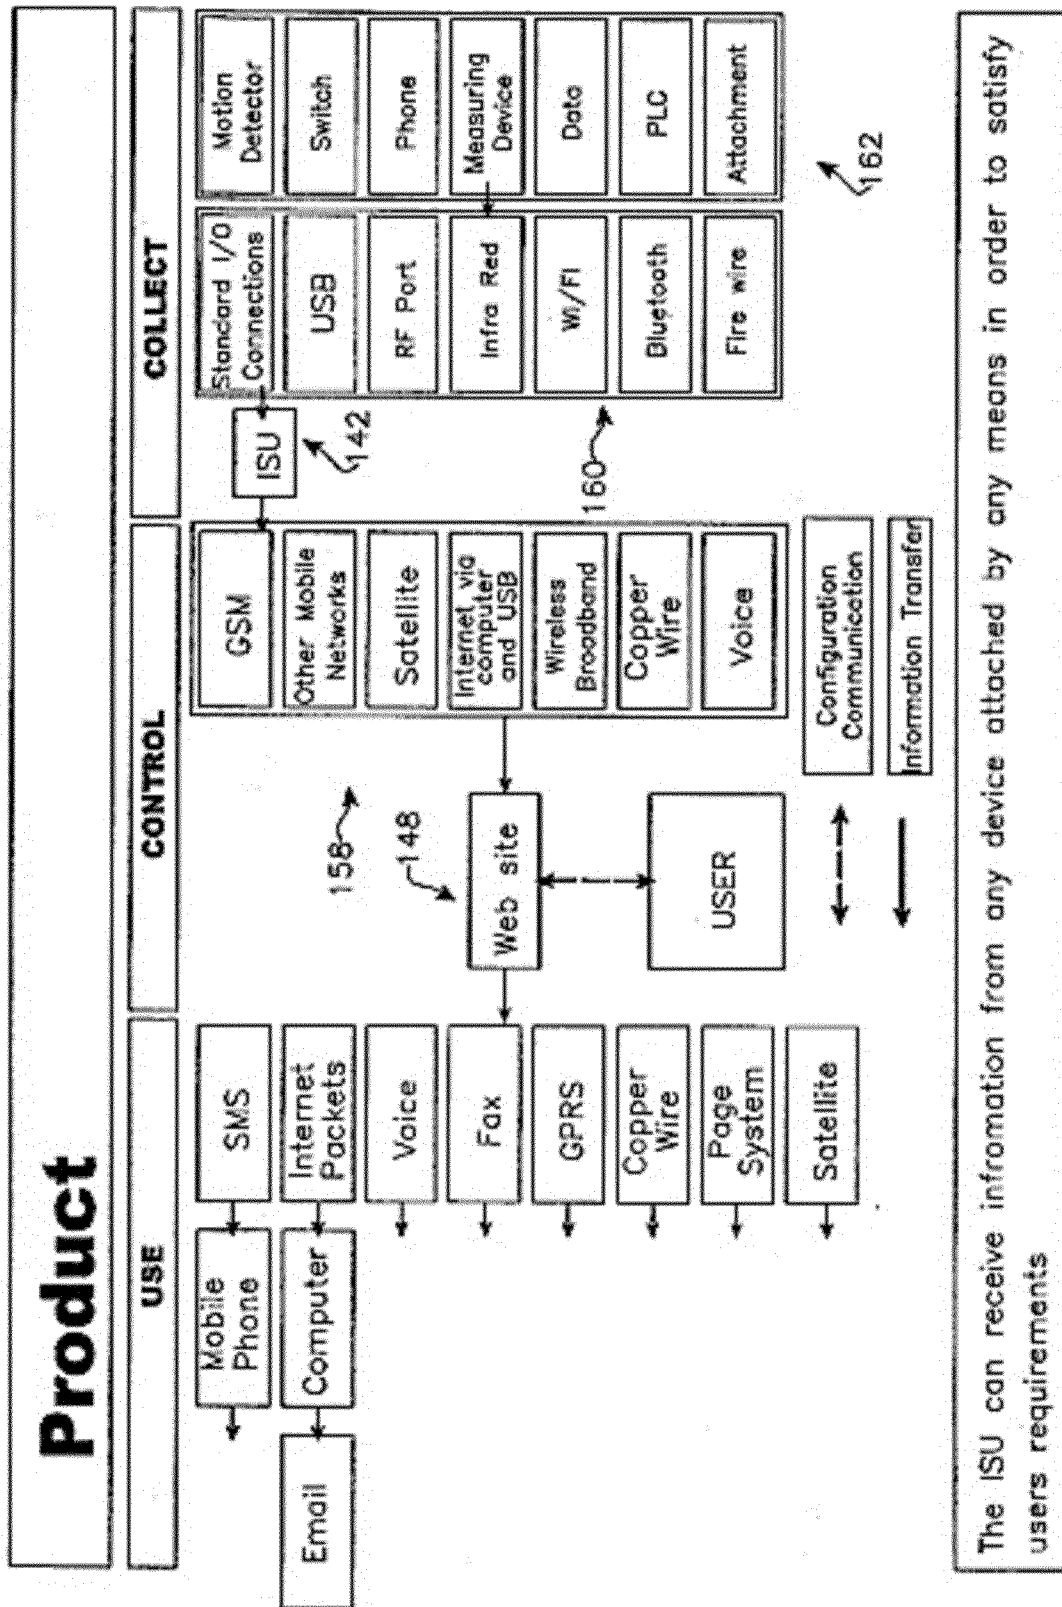 Product
USE
CONTROL
COLLECT
Email
Mobile
Phone
Computer
SMS
Internet
Packets
Voice
Fax
GPRS
Copper
Wire
Page
System
Satellite
158
148
Web site
USER
GSM
Other Mobile
Networks
Satellite
Internet via
computer
and USB
Wireless
Broadband
Copper
Wire
Voice
Configuration
Communication
Information Transfer
ISU
142
160
Standard I/O
Connections
USB
RF Port
Infra Red
Wi/FI
Bluetooth
Fire wire
Motion
Detector
Switch
Phone
Measuring
Device
Data
PLC
Attachment
162
The ISU can receive infromation from any device attached by any means in order to satisfy
users requirements